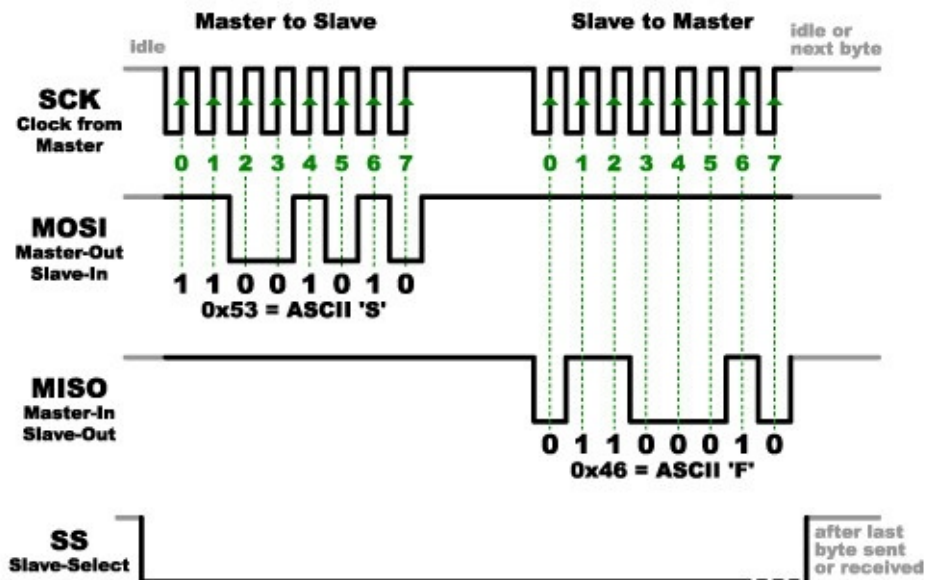 Master to Slave
Slave to Master
idle
idle or
next byte
SCK
Clock from
Master
0 1 2 3 4 5 6 7
0 1 2 3 4 5 6 7
MOSI
Master-Out
Slave-In
1 1 0 0 1 0 1 0
0x53 = ASCII 'S'
MISO
Master-In
Slave-Out
0 1 1 0 0 0 1 0
0x46 = ASCII 'F'
SS
Slave-Select
after last
byte sent
or received